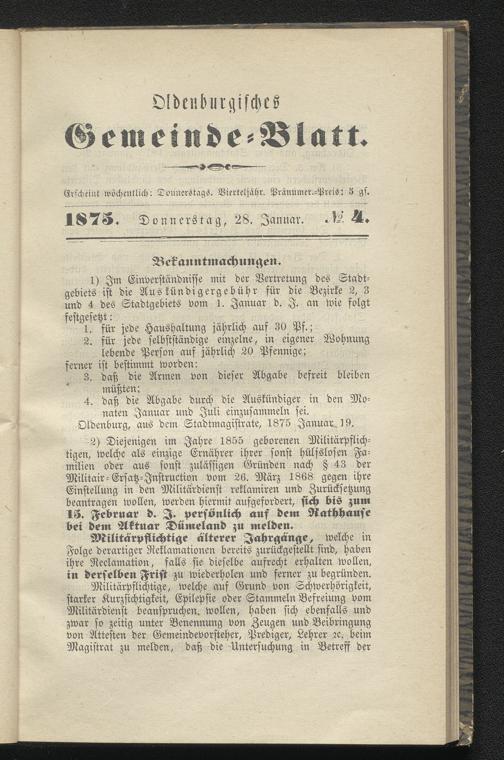 Oldenburgisches
Gemeinde-Blatt.
Erscheint wöchentlich: Donnerstags. Vierteljähr. Pränumer.-Preis: 5 gs.
1875. Donnerstag, 28. Januar. № 4.
Bekanntmachungen.
1) Im Einverständnisse mit der Vertretung des Stadt-
gebiets ist die Auskündigergebühr für die Bezirke 2, 3
und 4 des Stadtgebiets vom 1. Januar d. J. an wie folgt
festgesetzt:
1. für jede Haushaltung jährlich auf 30 Pf.;
2. für jede selbstständige einzelne, in eigener Wohnung
lebende Person auf jährlich 20 Pfennige;
ferner ist bestimmt worden:
3. daß die Armen von dieser Abgabe befreit bleiben
müßten;
4. daß die Abgabe durch die Auskündiger in den Mo-
naten Januar und Juli einzusammeln sei.
Oldenburg, aus dem Stadtmagistrate, 1875 Januar 19.
2) Diejenigen im Jahre 1855 geborenen Militärpflich-
tigen, welche als einzige Ernährer ihrer sonst hülflosen Fa-
milien oder aus sonst zulässigen Gründen nach § 43 der
Militair-Ersatz-Instruction vom 26. März 1868 gegen ihre
Einstellung in den Militärdienst reklamiren und Zurücksetzung
beantragen wollen, werden hiermit aufgefordert, sich bis zum
15. Februar d. J. persönlich auf dem Rathhause
bei dem Aktuar Dümeland zu melden.
Militärpflichtige älterer Jahrgänge, welche in
Folge derartiger Reklamationen bereits zurückgestellt sind, haben
ihre Reclamation, falls sie dieselbe aufrecht erhalten wollen,
in derselben Frist zu wiederholen und ferner zu begründen.
Militärpflichtige, welche auf Grund von Schwerhörigkeit,
starker Kurzsichtigkeit, Epilepsie oder Stammeln Befreiung vom
Militärdienst beanspruchen, wollen, haben sich ebenfalls und
zwar so zeitig unter Benennung von Zeugen und Beibringung
von Attesten der Gemeindevorsteher, Prediger, Lehrer ꝛc. beim
Magistrat zu melden, daß die Untersuchung in Betreff der